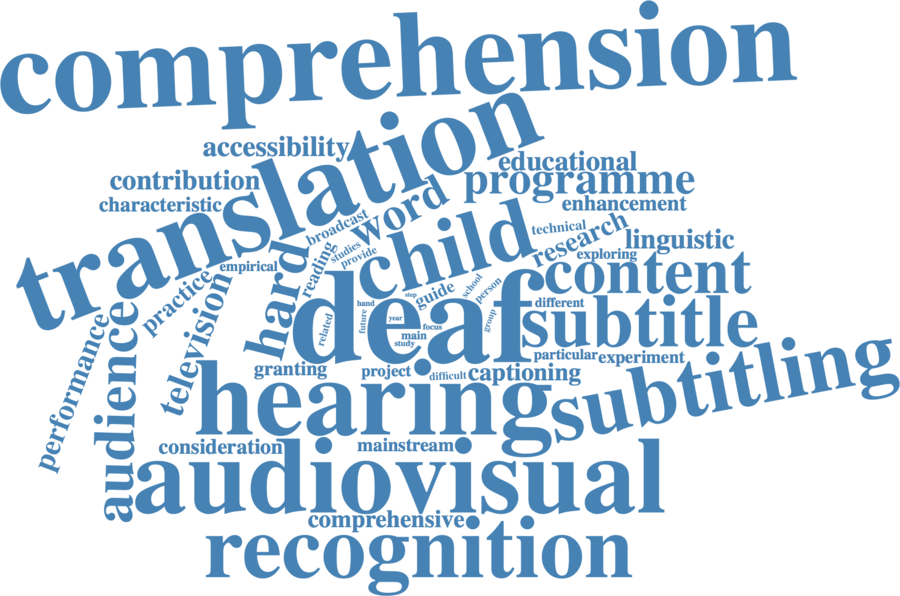 comprehension
translation
accessibility
educational
contribution
programme
characteristic
enhancement
word
broadcast
child
technical
research
linguistic
studies
provide
reading
exploring
empirical
hard
content
practice
television
school
person
guide
step
deaf
hand
different
subtitle
future
year
group
related
focus
main
study
audience
performance
particular
experiment
granting
project
difficult
captioning
hearing
subtitling
consideration
mainstream
audiovisual
comprehensive
recognition